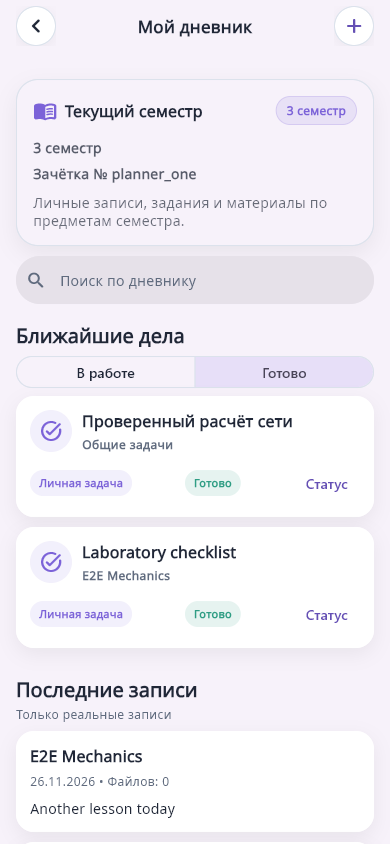 Мой дневник
Текущий семестр
3 семестр
3 семестр
Зачётка № planner_one
Личные записи, задания и материалы по
предметам семестра.
Поиск по дневнику
Ближайшие дела
В работе
Готово
Проверенный расчёт сети
Общие задачи
Личная задача
Готово
Статус
Laboratory checklist
E2E Mechanics
Личная задача
Готово
Статус
Последние записи
Только реальные записи
E2E Mechanics
26.11.2026 • Файлов: 0
Another lesson today